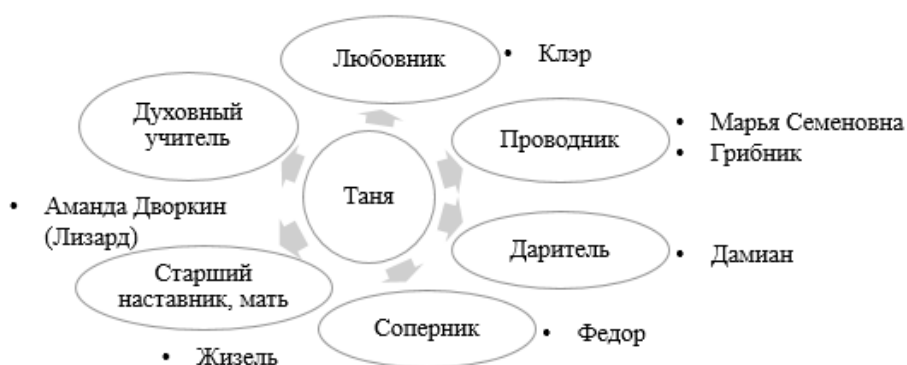 Любовник
• Клэр
Духовный
учитель
Проводник
• Марья Семеновна
• Грибник
Таня
• Аманда Дворкин
(Лизард)
Даритель
• Дамиан
Старший
наставник, мать
• Жизель
Соперник
• Федор